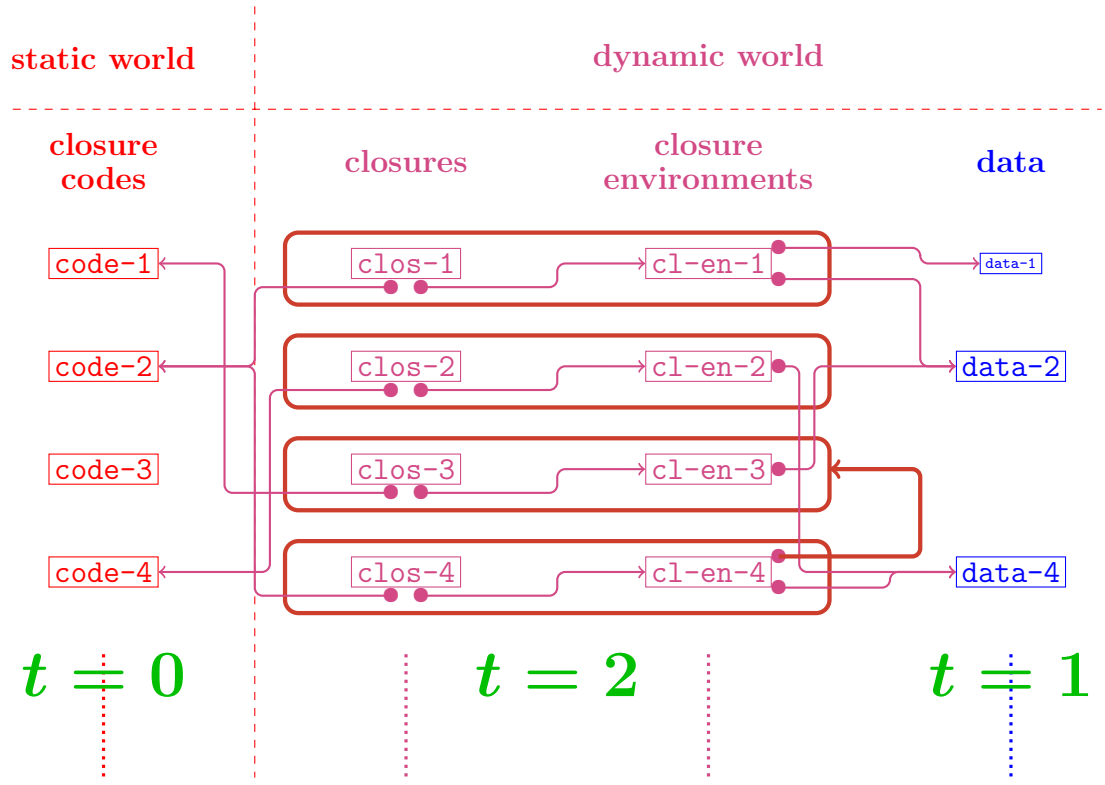 static world
dynamic world
closure
codes
closures
closure
environments
data
code-1
clos-1
cl-en-1
data-1
code-2
clos-2
cl-en-2
data-2
code-3
clos-3
cl-en-3
code-4
clos-4
cl-en-4
data-4
t = 0
t = 2
t = 1